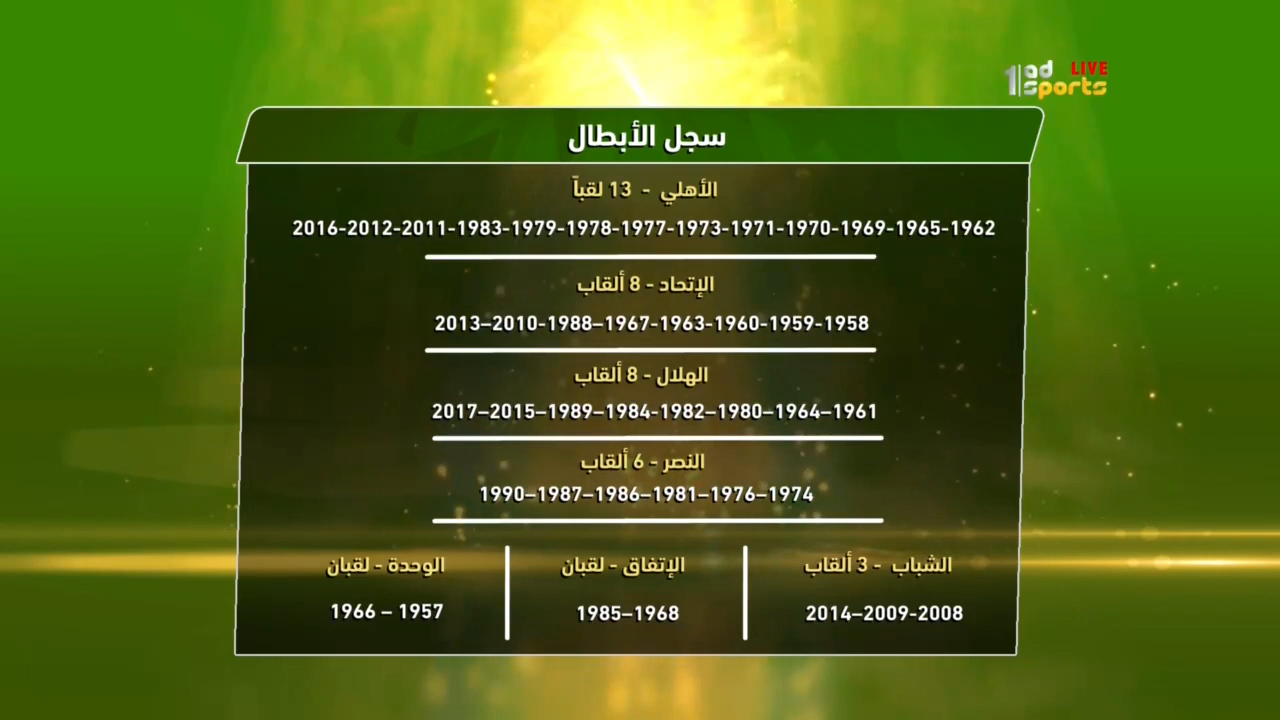 1ad sports LIVE
سجل الأبطال
الأهلي - 13 لقباً
2016-2012-2011-1983-1979-1978-1977-1973-1971-1970-1969-1965-1962
الإتحاد - 8 ألقاب
2013–2010-1988–1967-1963-1960-1959-1958
الهلال - 8 ألقاب
2017–2015–1989–1984-1982–1980–1964–1961
النصر - 6 ألقاب
1990–1987–1986–1981–1976–1974
الشباب - 3 ألقاب
2014–2009-2008
الإتفاق - لقبان
1985–1968
الوحدة - لقبان
1966 – 1957